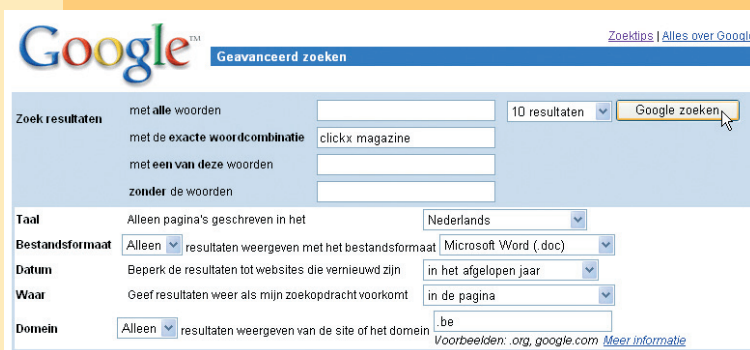 Google™
Zoektips | Alles over Google
Geavanceerd zoeken
Zoek resultaten
met alle woorden
10 resultaten
Google zoeken
met de exacte woordcombinatie clickx magazine
met een van deze woorden
zonder de woorden
Taal Alleen pagina's geschreven in het Nederlands
Bestandsformaat Alleen resultaten weergeven met het bestandsformaat Microsoft Word (.doc)
Datum Beperk de resultaten tot websites die vernieuwd zijn in het afgelopen jaar
Waar Geef resultaten weer als mijn zoekopdracht voorkomt in de pagina
Domein Alleen resultaten weergeven van de site of het domein .be
Voorbeelden: .org, google.com Meer informatie